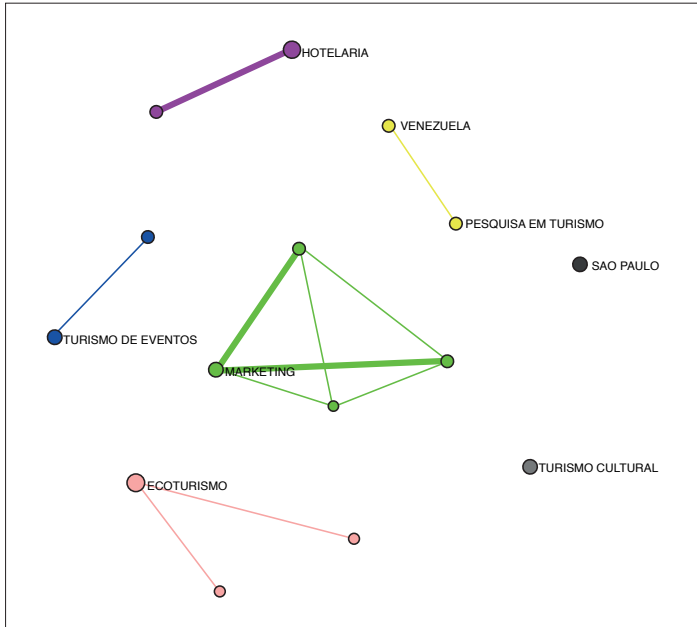 HOTELARIA
VENEZUELA
PESQUISA EM TURISMO
SAO PAULO
TURISMO DE EVENTOS
MARKETING
TURISMO CULTURAL
ECOTURISMO